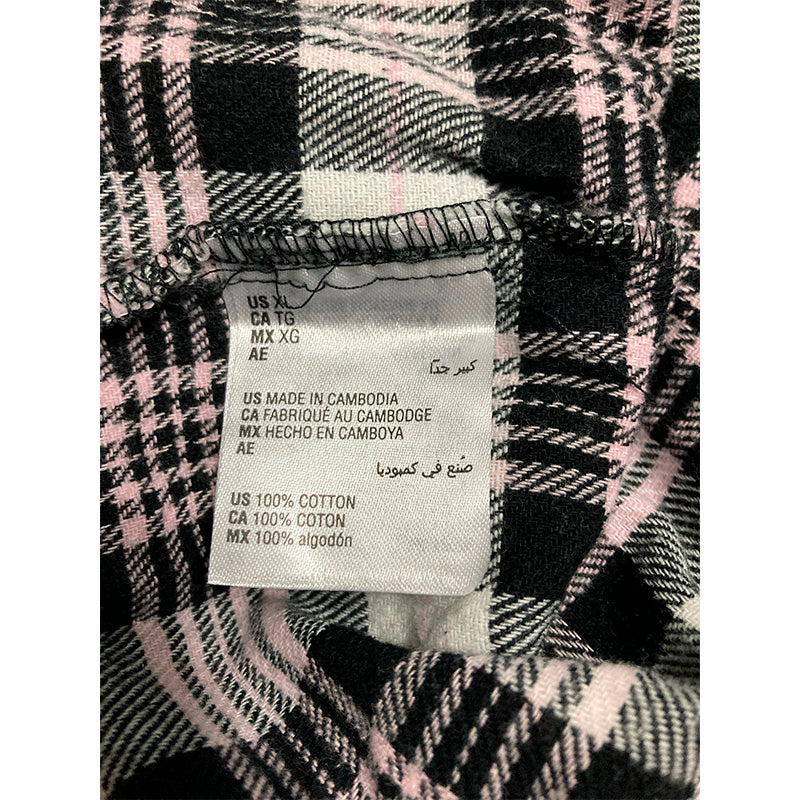 US XL
CA TG
MX XG
AE
كبير جدًا
US MADE IN CAMBODIA
CA FABRIQUÉ AU CAMBODGE
MX HECHO EN CAMBOYA
AE
صُنع في كمبوديا
US 100% COTTON
CA 100% COTON
MX 100% algodón